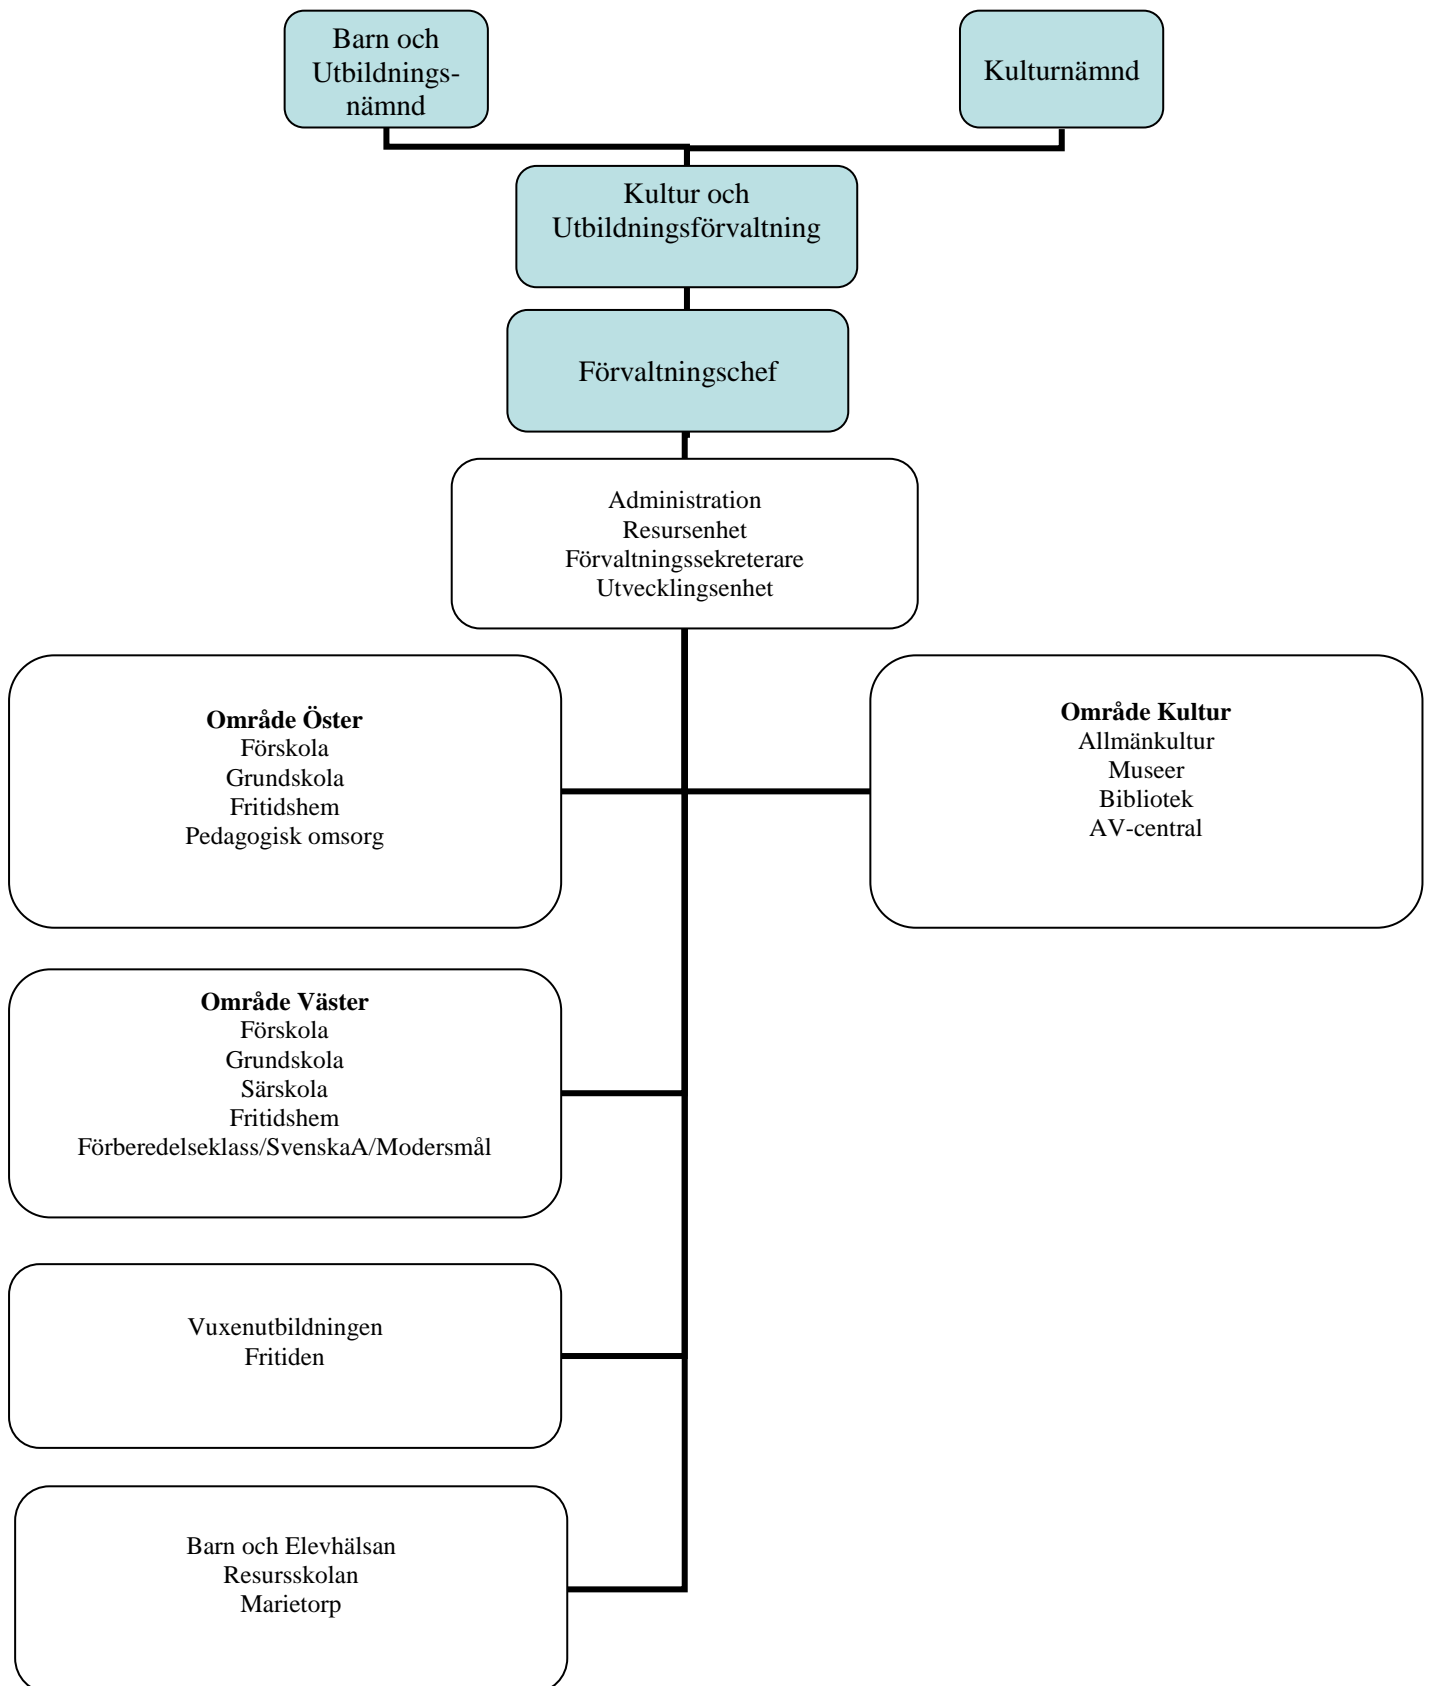 Barn och
Utbildnings-
nämnd
Kulturnämnd
Kultur och
Utbildningsförvaltning
Förvaltningschef
Administration
Resursenhet
Förvaltningssekreterare
Utvecklingsenhet
Område Öster
Förskola
Grundskola
Fritidshem
Pedagogisk omsorg
Område Kultur
Allmänkultur
Museer
Bibliotek
AV-central
Område Väster
Förskola
Grundskola
Särskola
Fritidshem
Förberedelseklass/SvenskaA/Modersmål
Vuxenutbildningen
Fritiden
Barn och Elevhälsan
Resursskolan
Marietorp